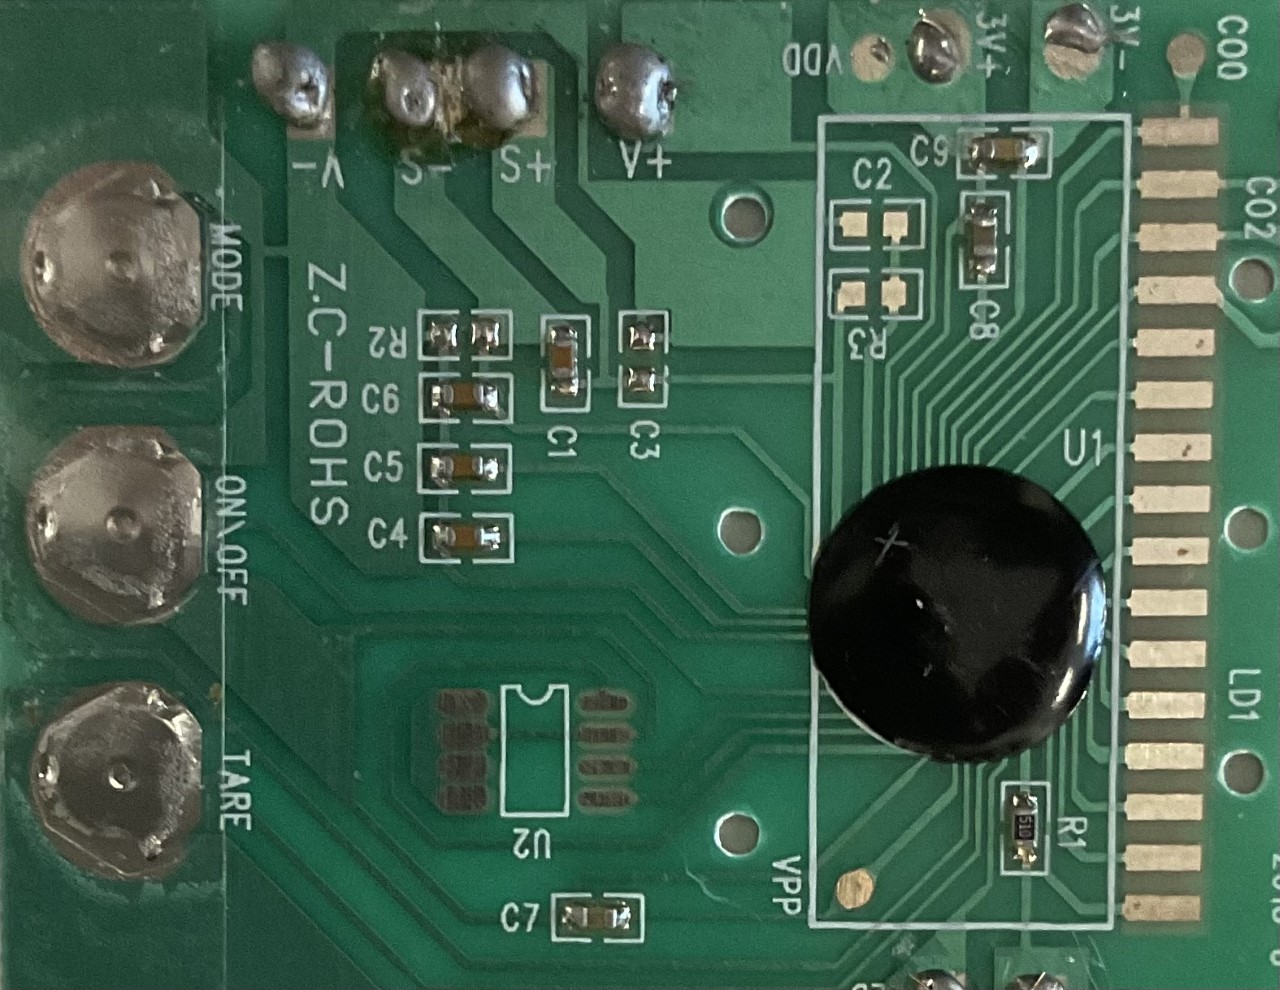 VDD
3V+
3V-
C00
V-
S-
S+
A+
C9
C2
C02
MODE
Z.C-ROHS
R2
C6
C1
C3
R3
C8
C5
U1
C4
ON\OFF
LD1
TARE
U2
510
R1
VPP
C7